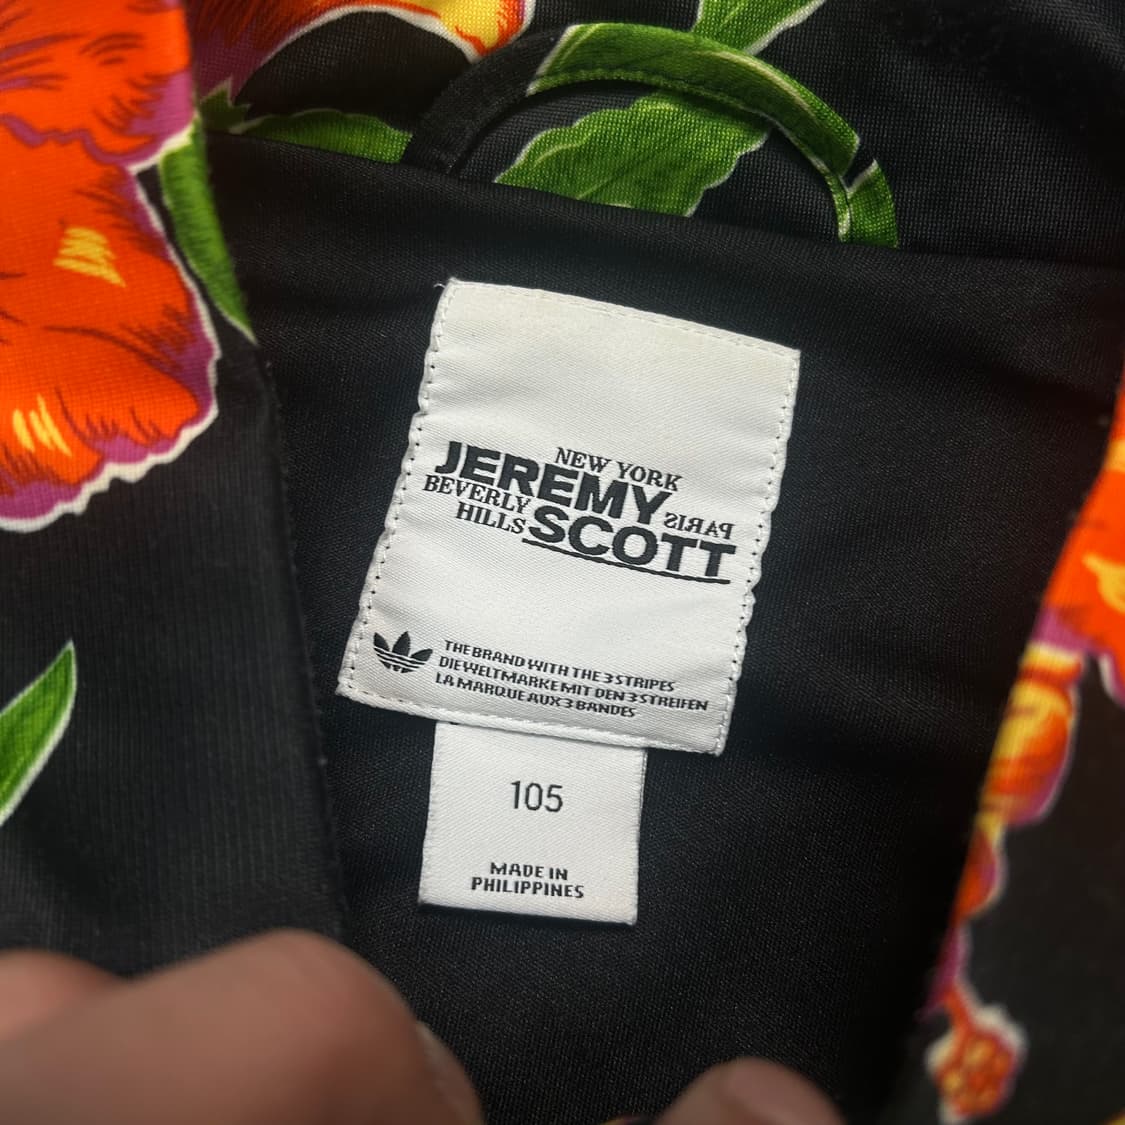 NEW YORK
JEREMY
BEVERLY
PARIS
HILLS
SCOTT
THE BRAND WITH THE 3 STRIPES
DIE WELTMARKE MIT DEN 3 STREIFEN
LA MARQUE AUX 3 BANDES
105
MADE IN
PHILIPPINES